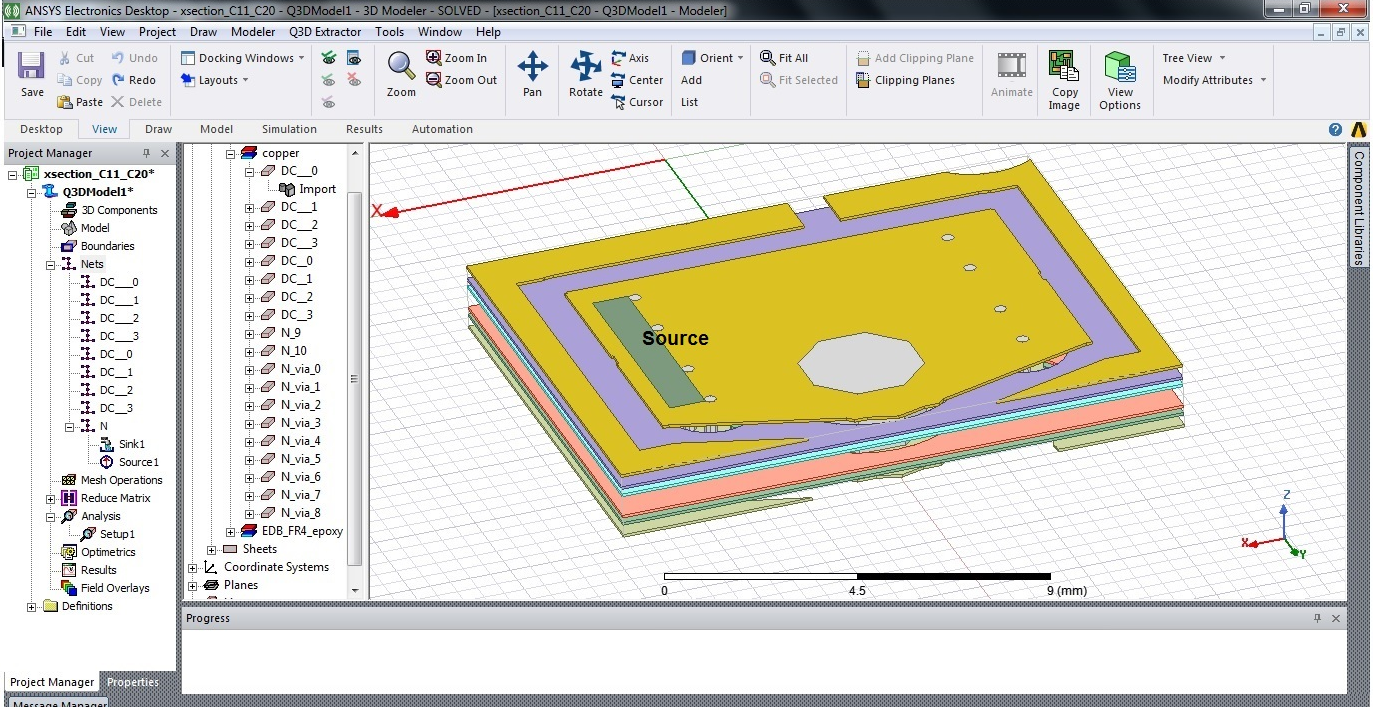 ANSYS Electronics Desktop - xsection_C11_C20 - Q3DModel1 - 3D Modeler - SOLVED - [xsection_C11_C20 - Q3DModel1 - Modeler]
File Edit View Project Draw Modeler Q3D Extractor Tools Window Help
Save
Cut
Copy
Paste
Undo
Redo
Delete
Docking Windows
Layouts
Zoom
Zoom In
Zoom Out
Pan
Rotate
Axis
Center
Cursor
Orient
Add
List
Fit All
Fit Selected
Add Clipping Plane
Clipping Planes
Animate
Copy
Image
View
Options
Tree View
Modify Attributes
Desktop View Draw Model Simulation Results Automation
Project Manager
xsection_C11_C20*
Q3DModel1*
3D Components
Model
Boundaries
Nets
DC___0
DC___1
DC___2
DC___3
DC__0
DC__1
DC__2
DC__3
N
Sink1
Source1
Mesh Operations
Reduce Matrix
Analysis
Setup1
Optimetrics
Results
Field Overlays
Definitions
Project Manager Properties
Message Manager
copper
DC___0
Import
DC___1
DC___2
DC___3
DC__0
DC__1
DC__2
DC__3
N_9
N_10
N_via_0
N_via_1
N_via_2
N_via_3
N_via_4
N_via_5
N_via_6
N_via_7
N_via_8
EDB_FR4_epoxy
Sheets
Coordinate Systems
Planes
X
Source
Z
X
Y
0 4.5 9 (mm)
Component Libraries
Progress